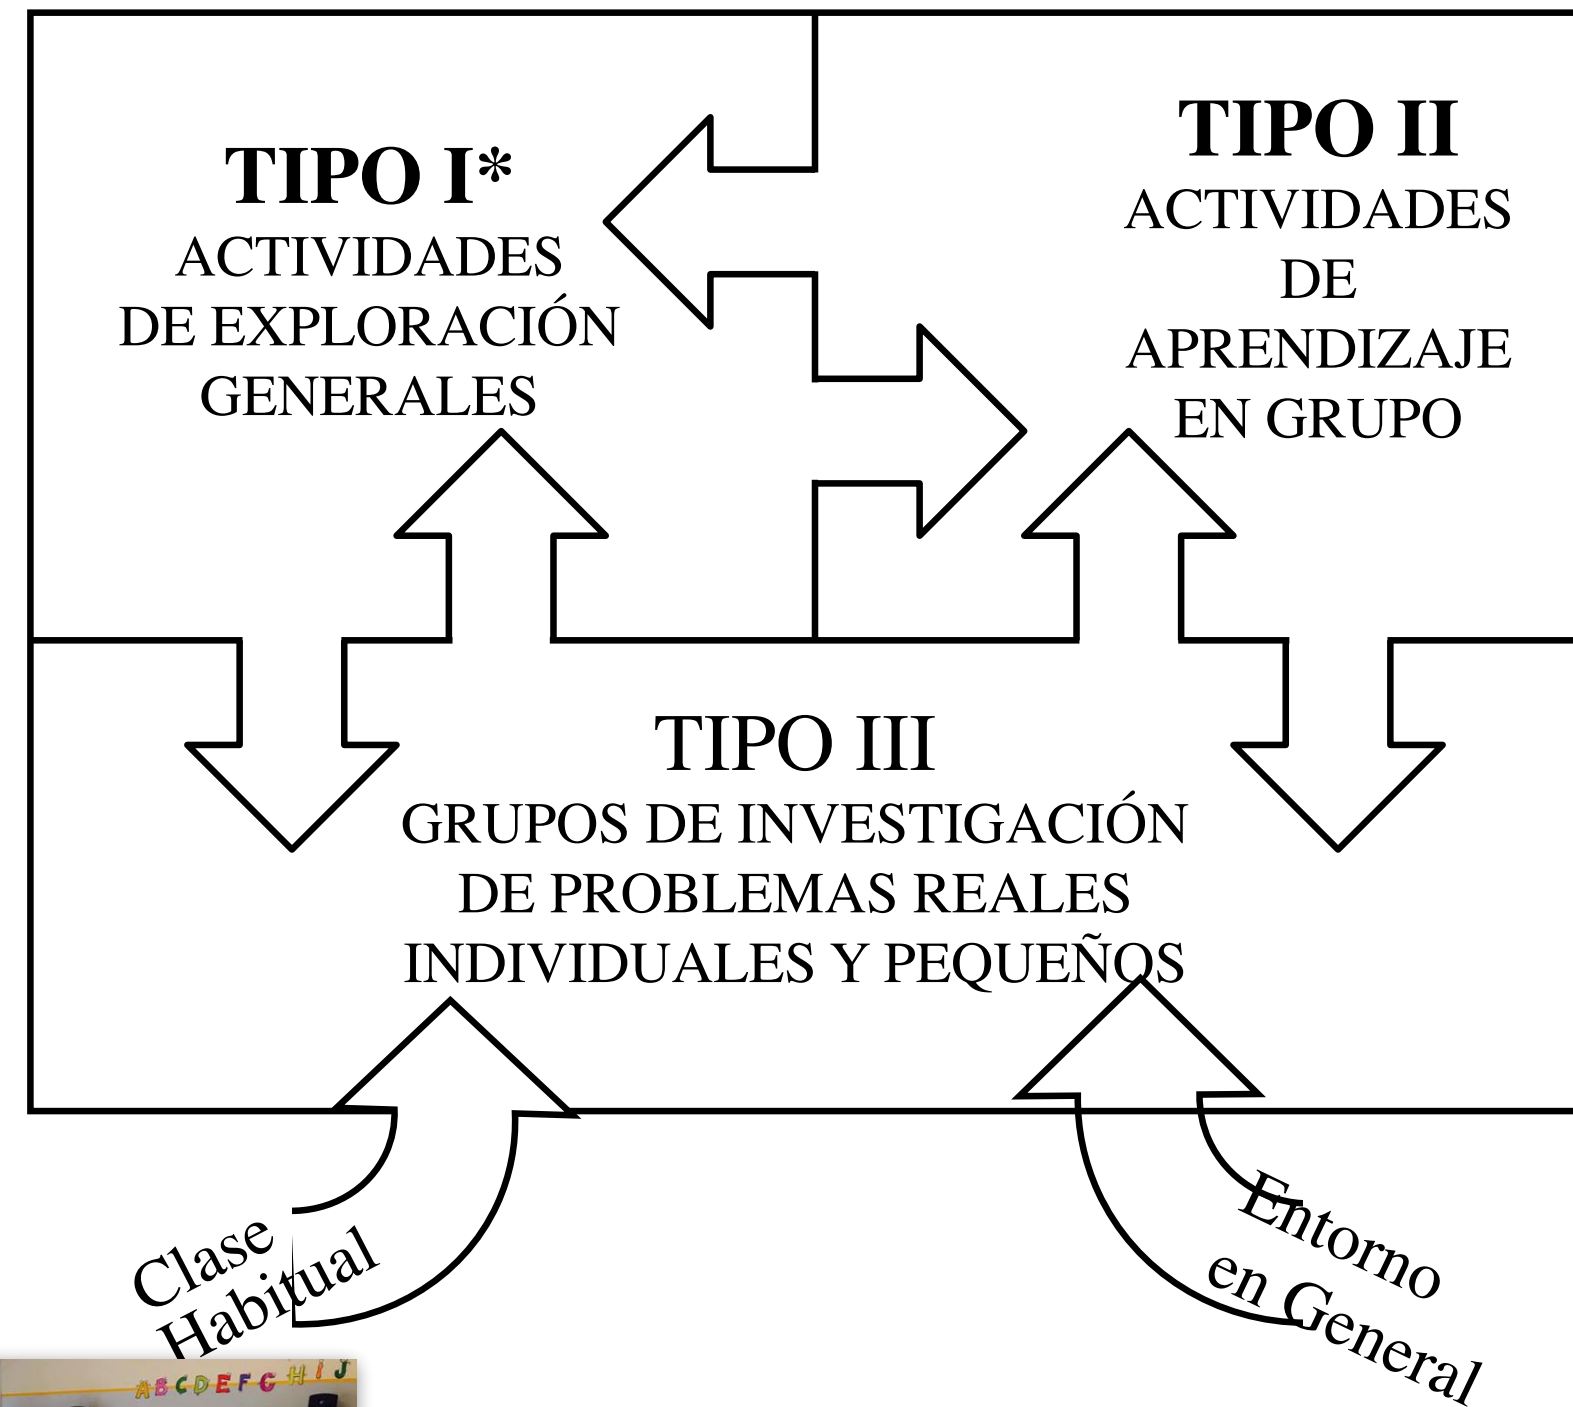 TIPO I*
ACTIVIDADES
DE EXPLORACIÓN
GENERALES
TIPO II
ACTIVIDADES
DE
APRENDIZAJE
EN GRUPO
TIPO III
GRUPOS DE INVESTIGACIÓN
DE PROBLEMAS REALES
INDIVIDUALES Y PEQUEÑOS
Clase
Habitual
Entorno
en General
A B C D E F G H I J